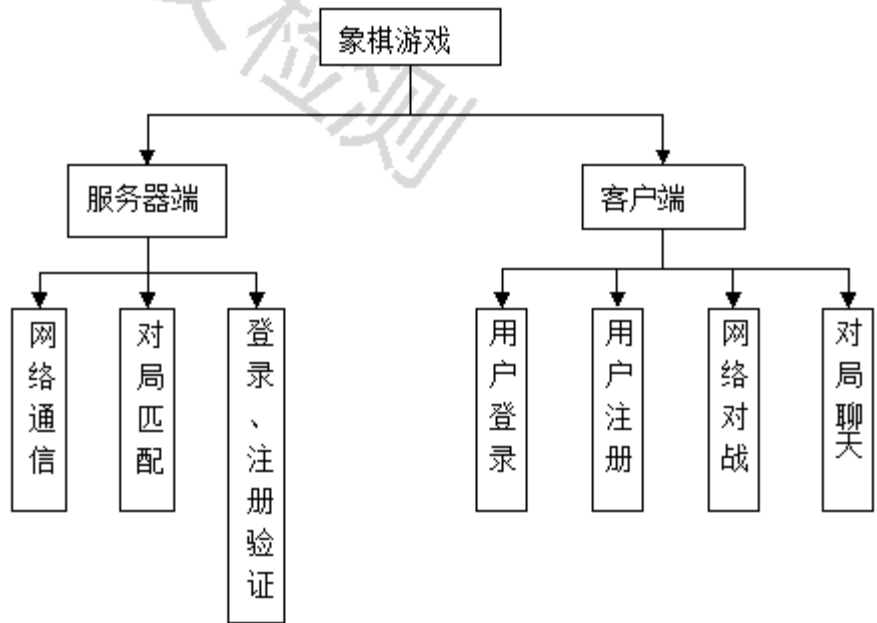 象棋游戏
服务器端
客户端
网络通信
对局匹配
登录、注册验证
用户登录
用户注册
网络对战
对局聊天
检测